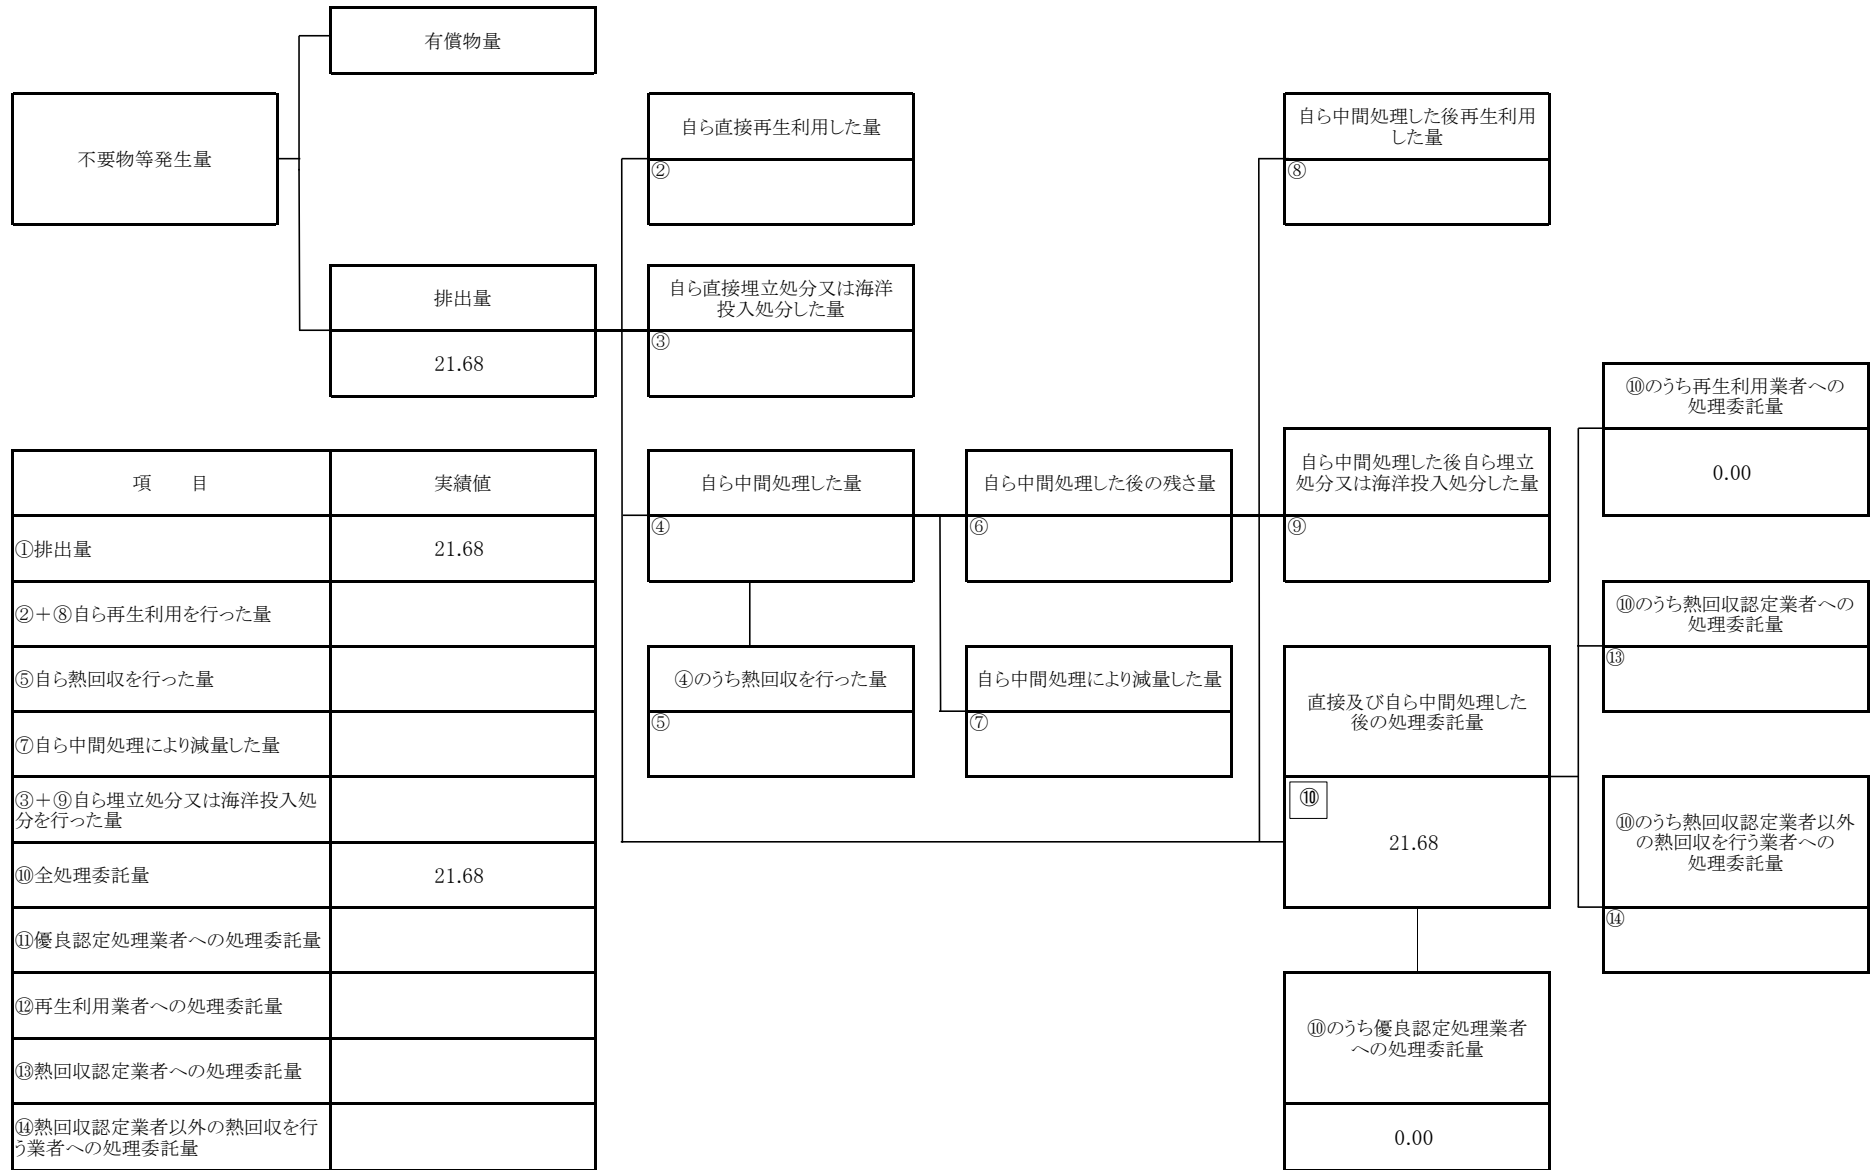 有償物量
不要物等発生量
自ら直接再生利用した量
②
自ら中間処理した後再生利用
した量
⑧
排出量
21.68
自ら直接埋立処分又は海洋
投入処分した量
③
⑩のうち再生利用業者への
処理委託量
0.00
項　　目
実績値
①排出量
21.68
②＋⑧自ら再生利用を行った量
⑤自ら熱回収を行った量
⑦自ら中間処理により減量した量
③＋⑨自ら埋立処分又は海洋投入処
分を行った量
⑩全処理委託量
21.68
⑪優良認定処理業者への処理委託量
⑫再生利用業者への処理委託量
⑬熱回収認定業者への処理委託量
⑭熱回収認定業者以外の熱回収を行
う業者への処理委託量
自ら中間処理した量
④
自ら中間処理した後の残さ量
⑥
自ら中間処理した後自ら埋立
処分又は海洋投入処分した量
⑨
④のうち熱回収を行った量
⑤
自ら中間処理により減量した量
⑦
直接及び自ら中間処理した
後の処理委託量
⑩
21.68
⑩のうち熱回収認定業者への
処理委託量
⑬
⑩のうち熱回収認定業者以外
の熱回収を行う業者への
処理委託量
⑭
⑩のうち優良認定処理業者
への処理委託量
0.00